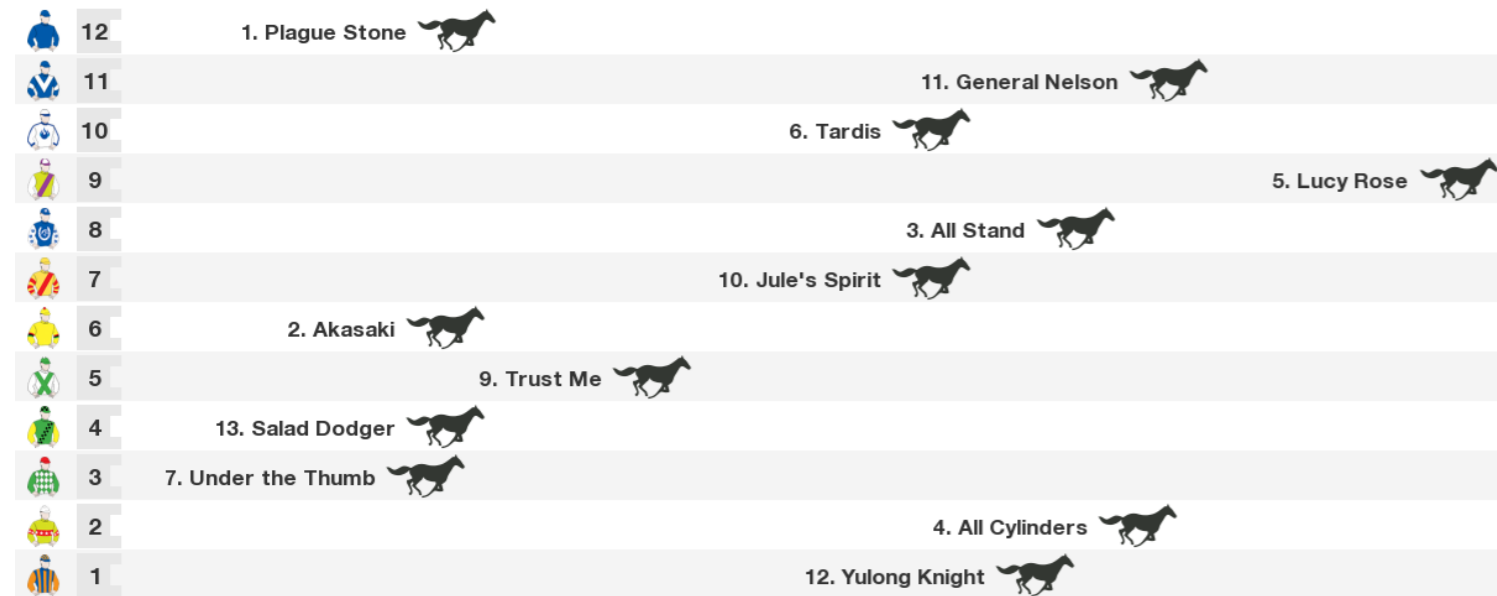 12 1. Plague Stone
11 11. General Nelson
10 6. Tardis
9 5. Lucy Rose
8 3. All Stand
7 10. Jule's Spirit
6 2. Akasaki
5 9. Trust Me
4 13. Salad Dodger
3 7. Under the Thumb
2 4. All Cylinders
1 12. Yulong Knight